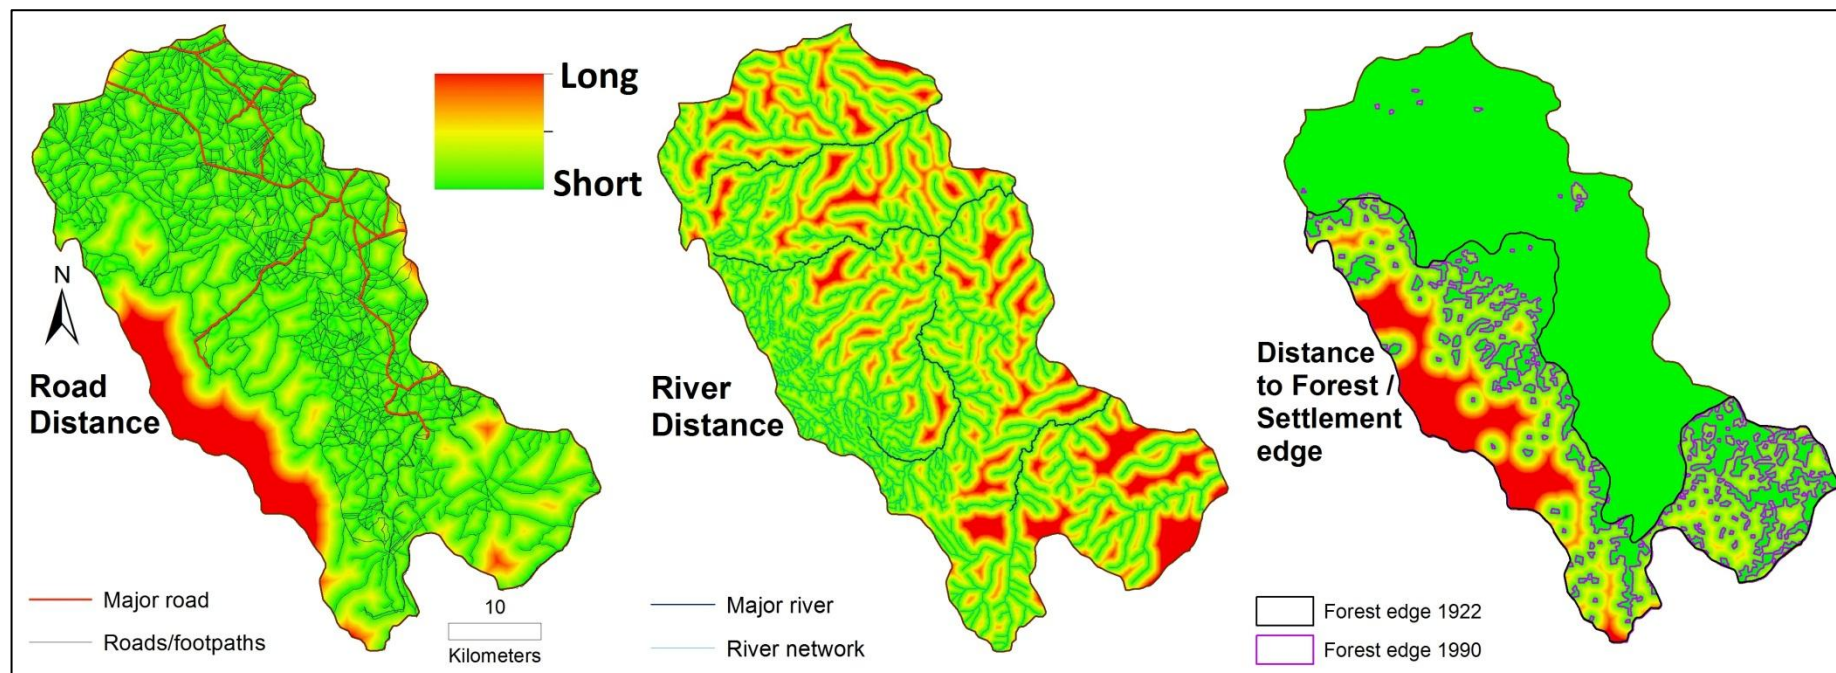 Long
Short
N
Road
Distance
Major road
Roads/footpaths
10
Kilometers
River
Distance
Major river
River network
Distance
to Forest /
Settlement
edge
Forest edge 1922
Forest edge 1990